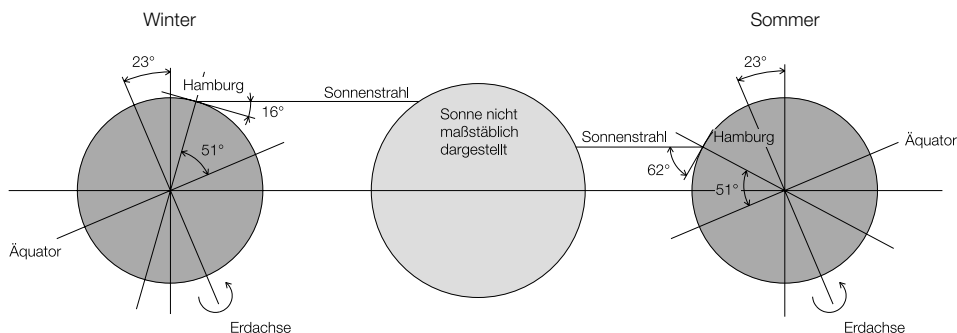 Winter
Sommer
23°
23°
Hamburg
Sonnenstrahl
16°
Sonne nicht
maßstäblich
dargestellt
Sonnenstrahl
Hamburg
Äquator
51°
62°
51°
Äquator
Erdachse
Erdachse